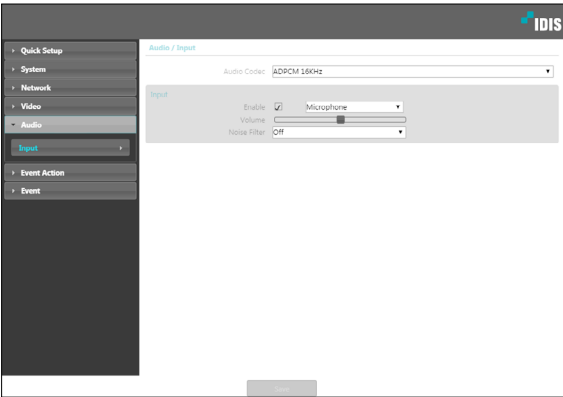 IDIS
Quick Setup
System
Network
Video
Audio
Input
Event Action
Event
Audio / Input
Audio Codec ADPCM 16KHz
Input
Enable Microphone
Volume
Noise Filter Off
Save